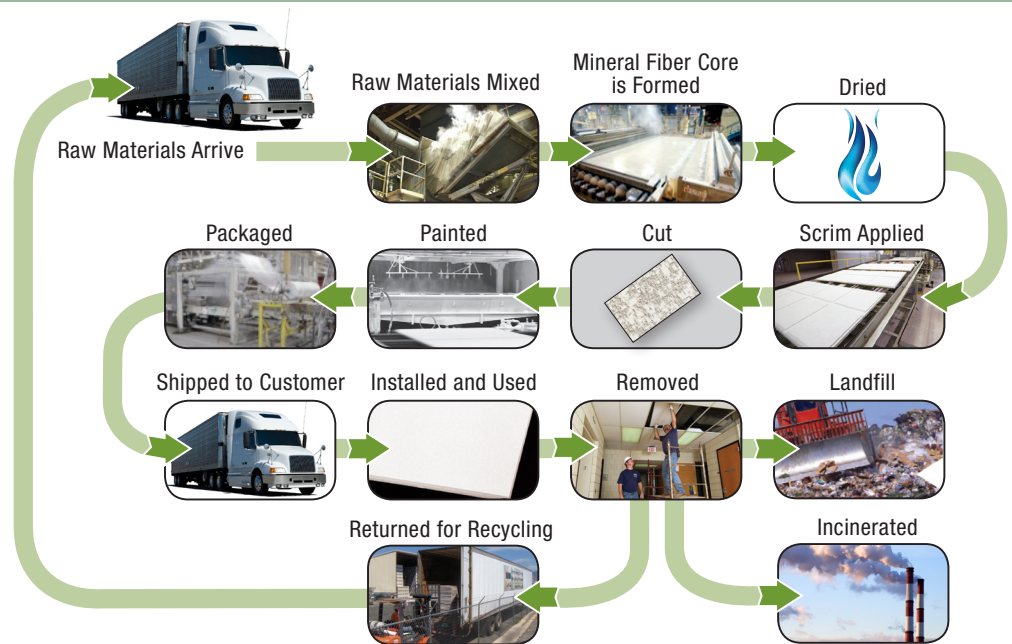 Raw Materials Arrive
Raw Materials Mixed
Mineral Fiber Core
is Formed
Dried
Scrim Applied
Cut
Painted
Packaged
Shipped to Customer
Installed and Used
Removed
Landfill
Returned for Recycling
Incinerated